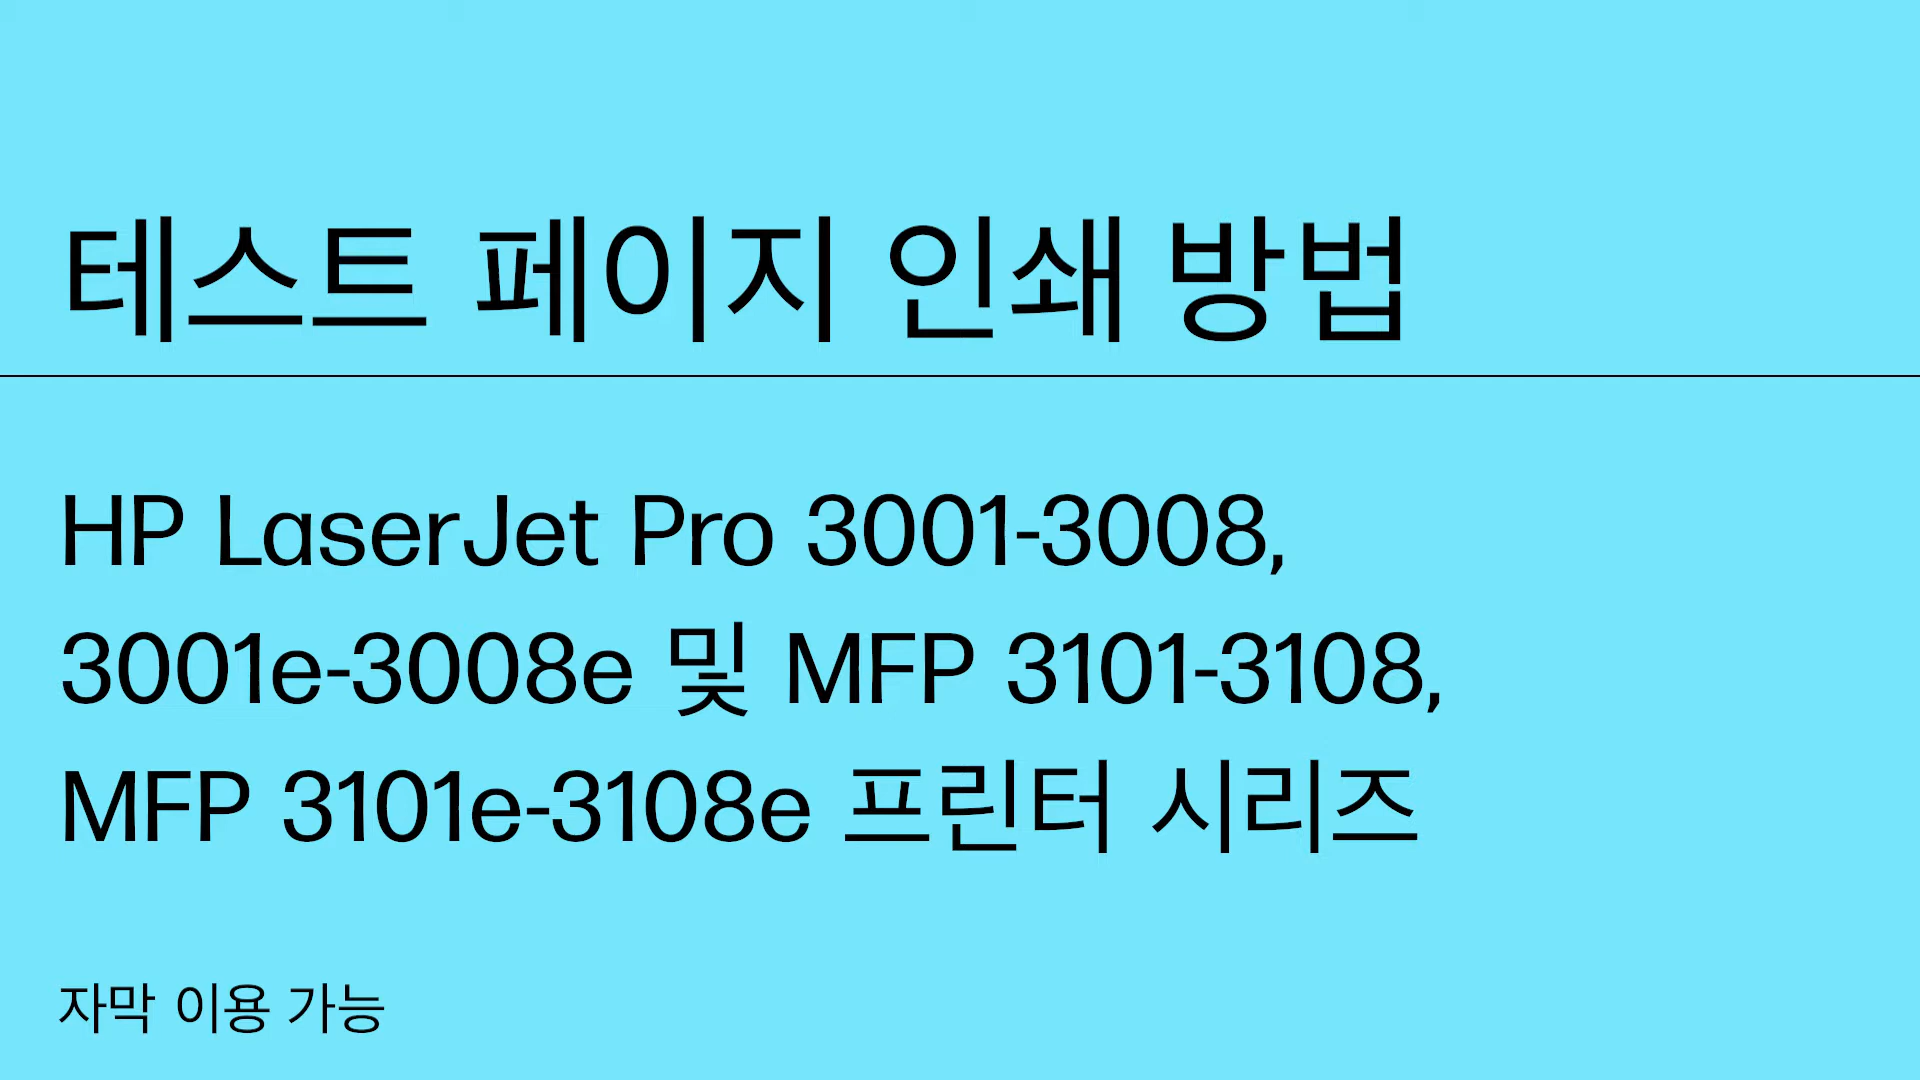 테스트 페이지 인쇄 방법
HP LaserJet Pro 3001-3008,
3001e-3008e 및 MFP 3101-3108,
MFP 3101e-3108e 프린터 시리즈
자막 이용 가능